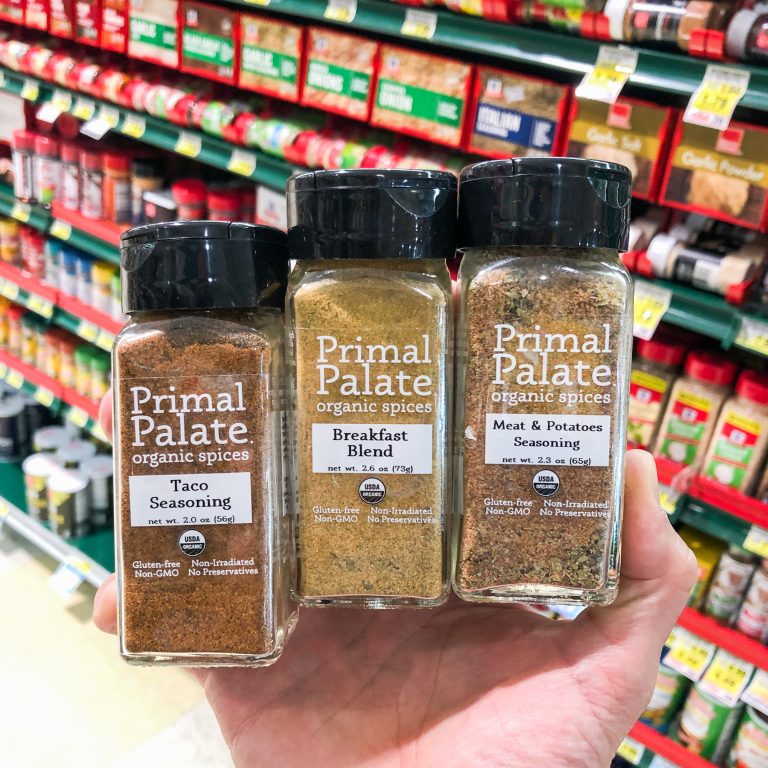 ONION
ITALIAN
Garlic Salt
Garlic Powder
Primal
Palate
organic spices
Taco
Seasoning
net wt. 2.0 oz (56g)
USDA
ORGANIC
Gluten-free Non-Irradiated
Non-GMO No Preservatives
Primal
Palate
organic spices
Breakfast
Blend
net wt. 2.6 oz (73g)
USDA
ORGANIC
Gluten-free Non-Irradiated
Non-GMO No Preservatives
Primal
Palate
organic spices
Meat & Potatoes
Seasoning
net wt. 2.3 oz (65g)
USDA
ORGANIC
Gluten-free Non-Irradiated
Non-GMO No Preservatives